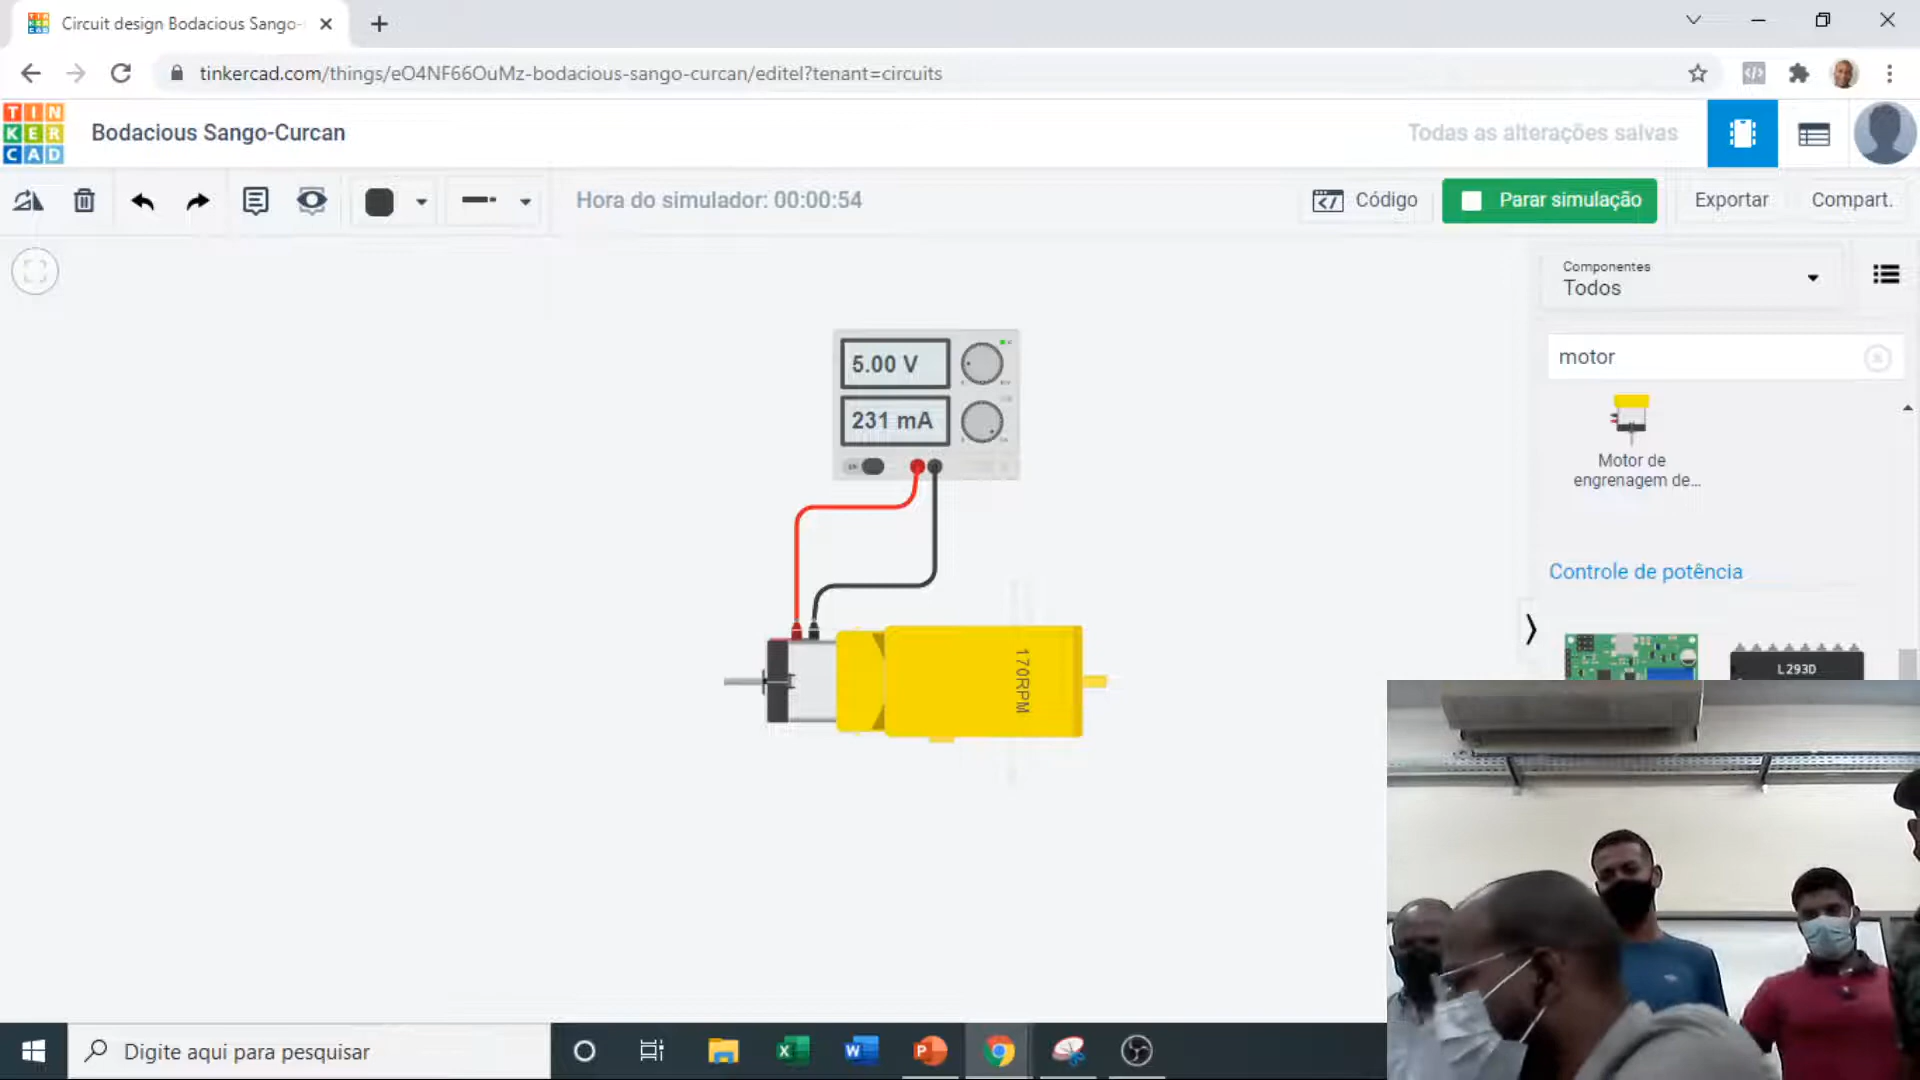 Circuit design Bodacious Sango-
tinkercad.com/things/eO4NF66OuMz-bodacious-sango-curcan/editel?tenant=circuits
TIN
KER
CAD
Bodacious Sango-Curcan
Todas as alterações salvas
Hora do simulador: 00:00:54
Código
Parar simulação
Exportar
Compart.
Componentes
Todos
motor
Motor de
engrenagem de...
Controle de potência
L293D
5.00 V
231 mA
170RPM
Digite aqui para pesquisar